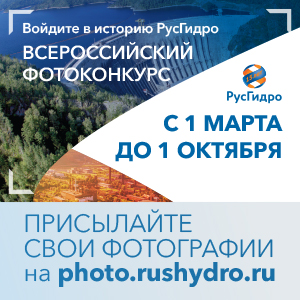 Войдите в историю РусГидро
ВСЕРОССИЙСКИЙ
ФОТОКОНКУРС
РусГидро
С 1 МАРТА
ДО 1 ОКТЯБРЯ
ПРИСЫЛАЙТЕ
СВОИ ФОТОГРАФИИ
на photo.rushydro.ru